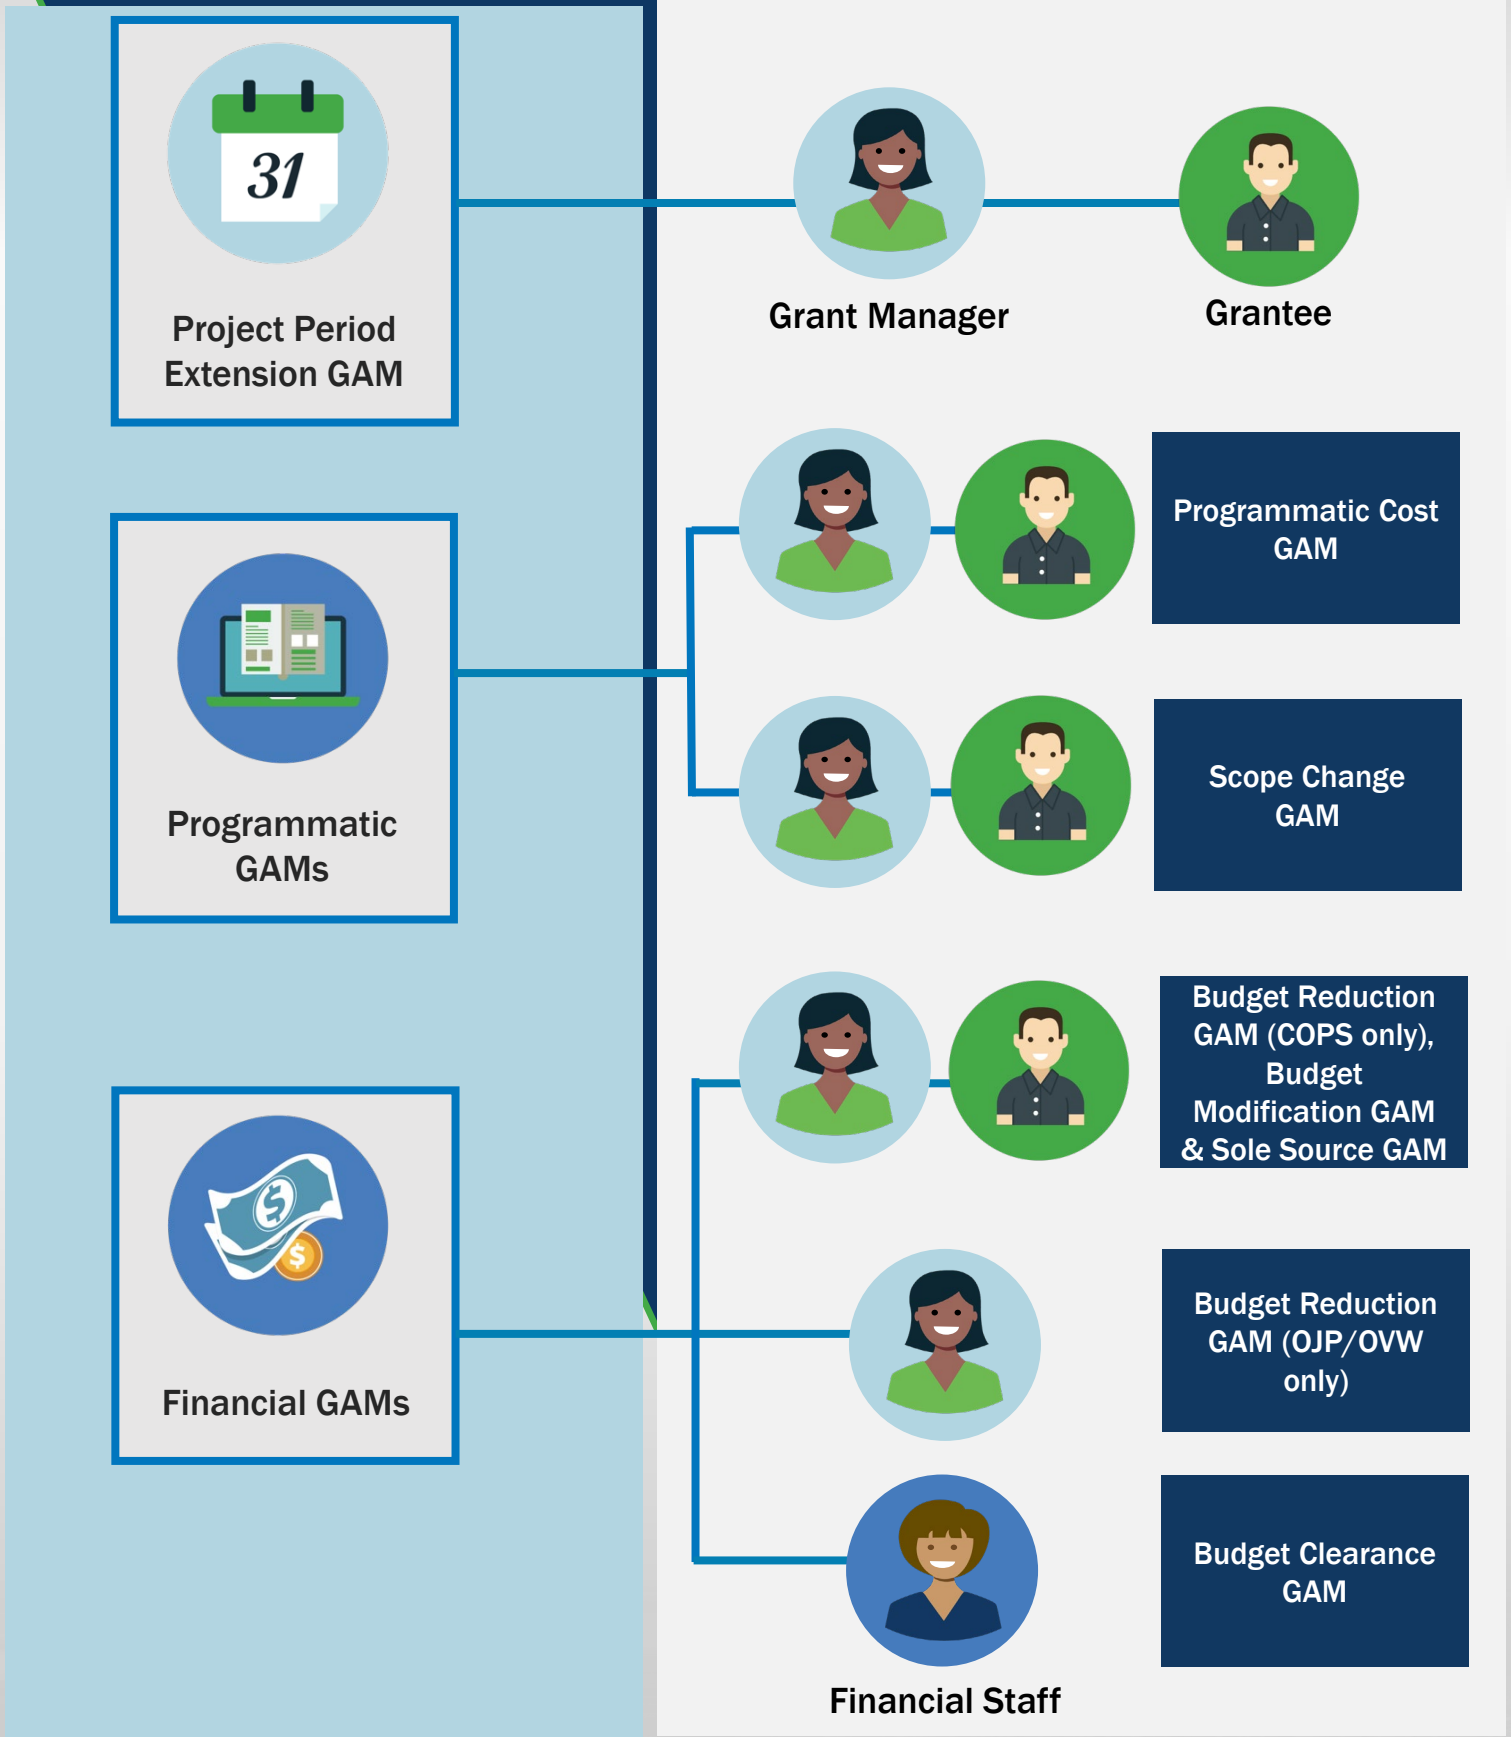 31
Project Period
Extension GAM
Grant Manager
Grantee
Programmatic
GAMs
Programmatic Cost
GAM
Scope Change
GAM
Financial GAMs
$
$
Budget Reduction
GAM (COPS only),
Budget
Modification GAM
& Sole Source GAM
Budget Reduction
GAM (OJP/OVW
only)
Budget Clearance
GAM
Financial Staff